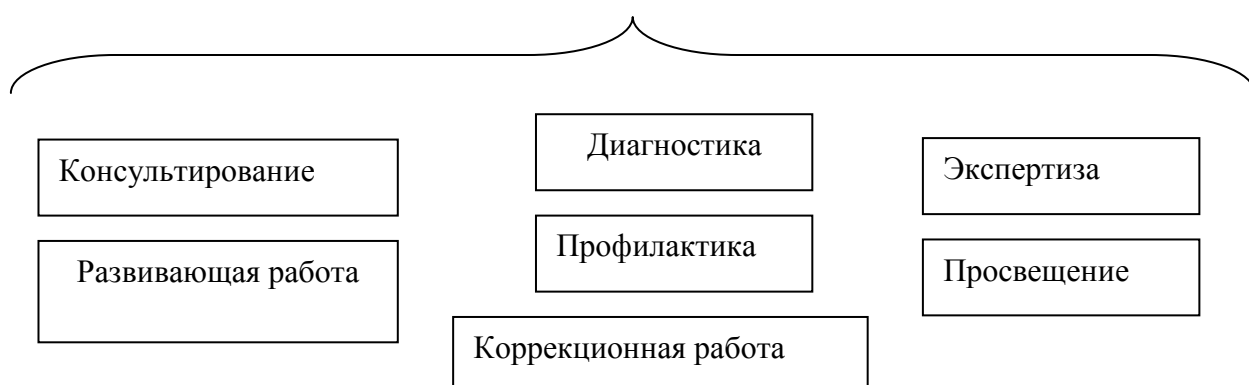 Консультирование
Диагностика
Экспертиза
Развивающая работа
Профилактика
Просвещение
Коррекционная работа